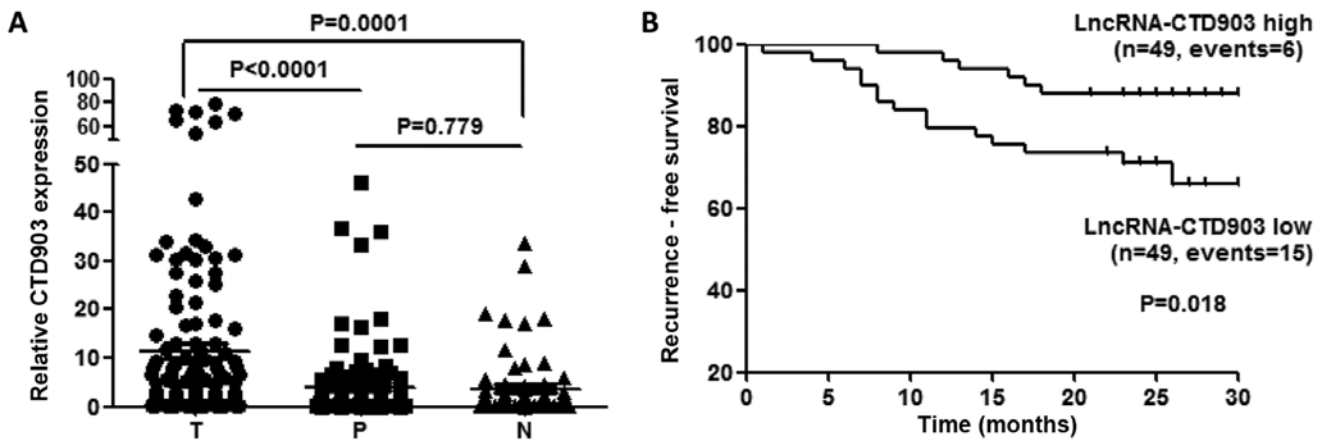 A
P=0.0001
P<0.0001
P=0.779
Relative CTD903 expression
100
80
60
50
40
30
20
10
0
T
P
N
B
LncRNA-CTD903 high
(n=49, events=6)
LncRNA-CTD903 low
(n=49, events=15)
P=0.018
Recurrence - free survival
100
80
60
40
20
0
5
10
15
20
25
30
Time (months)